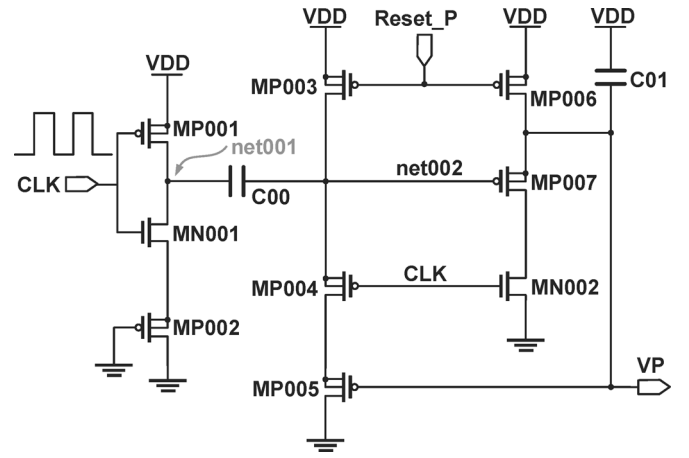 VDD
Reset_P
VDD
VDD
VDD
MP003
MP006
C01
MP001
net001
CLK
C00
net002
MP007
MN001
MP004
CLK
MN002
MP002
MP005
VP